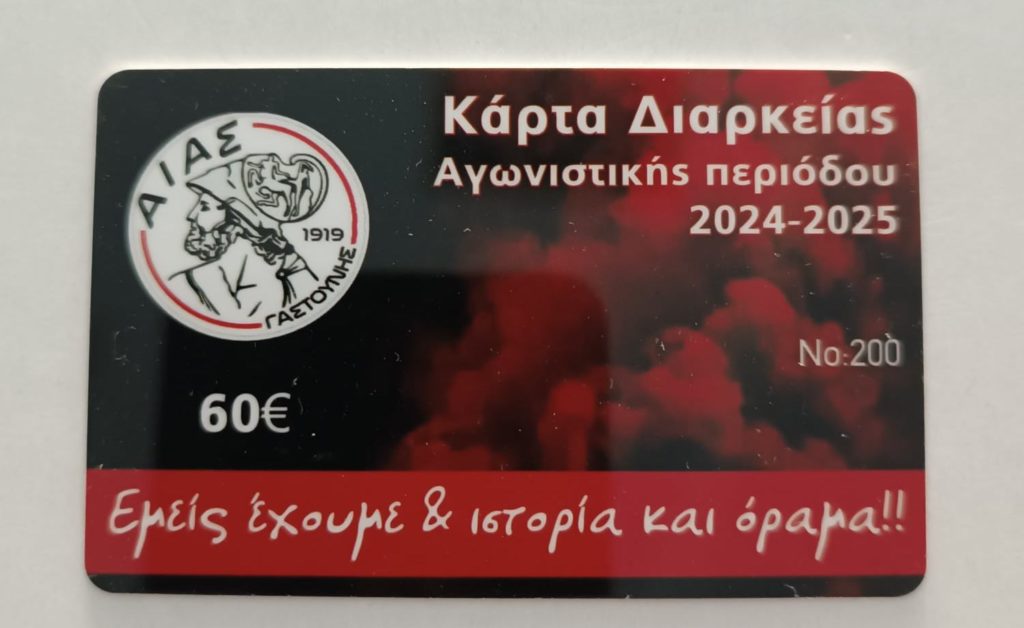 Κάρτα Διαρκείας
Αγωνιστικής περιόδου
2024-2025
ΑΙΑΣ
1919
ΓΑΣΤΟΥΝΗΣ
No:200
60€
Εμείς έχουμε & ιστορία και όραμα!!